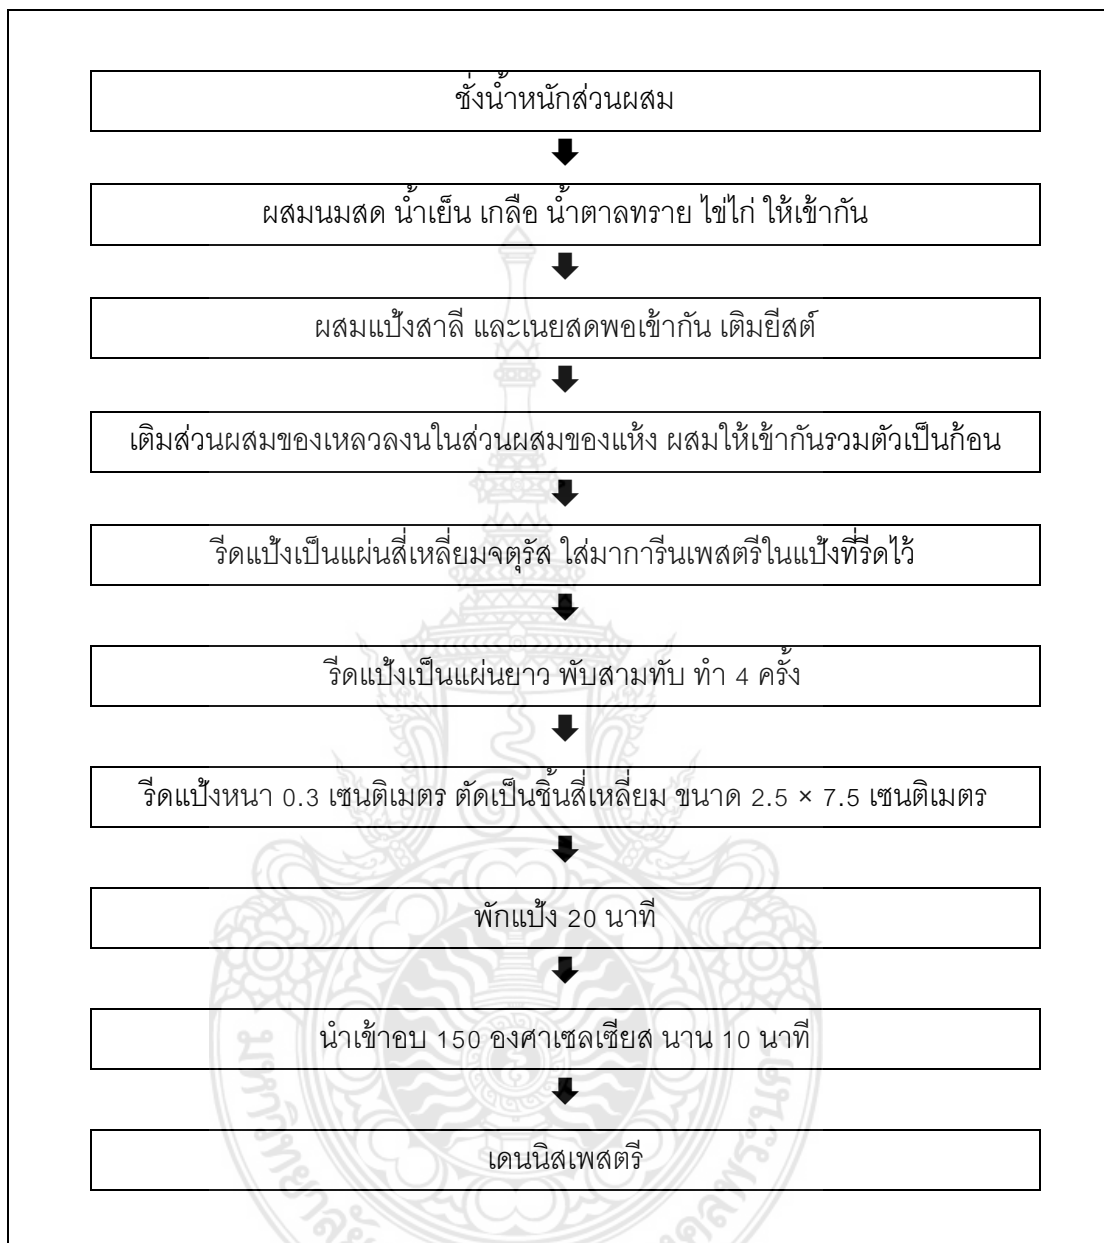 ชั่งน้ำหนักส่วนผสม
ผสมนมสด น้ำเย็น เกลือ น้ำตาลทราย ไข่ไก่ ให้เข้ากัน
ผสมแป้งสาลี และเนยสดพอเข้ากัน เติมยีสต์
เติมส่วนผสมของเหลวลงนในส่วนผสมของแห้ง ผสมให้เข้ากันรวมตัวเป็นก้อน
รีดแป้งเป็นแผ่นสี่เหลี่ยมจตุรัส ใส่มาการีนเพสตรีในแป้งที่รีดไว้
รีดแป้งเป็นแผ่นยาว พับสามทับ ทำ 4 ครั้ง
รีดแป้งหนา 0.3 เซนติเมตร ตัดเป็นชิ้นสี่เหลี่ยม ขนาด 2.5 × 7.5 เซนติเมตร
พักแป้ง 20 นาที
นำเข้าอบ 150 องศาเซลเซียส นาน 10 นาที
เดนนิสเพสตรี